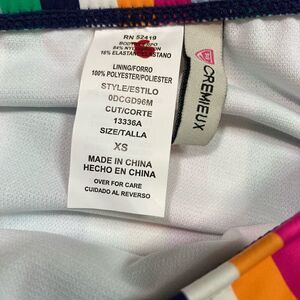 RN 52419
84% NYL
16% ELASTANE/ELASTANO
LINING/FORRO
100% POLYESTER/POLIESTER
STYLE/ESTILO
0DCGD96M
CUT/CORTE
13336A
SIZE/TALLA
XS
MADE IN CHINA
HECHO EN CHINA
OVER FOR CARE
CUIDADO AL REVERSO
CREMIEUX